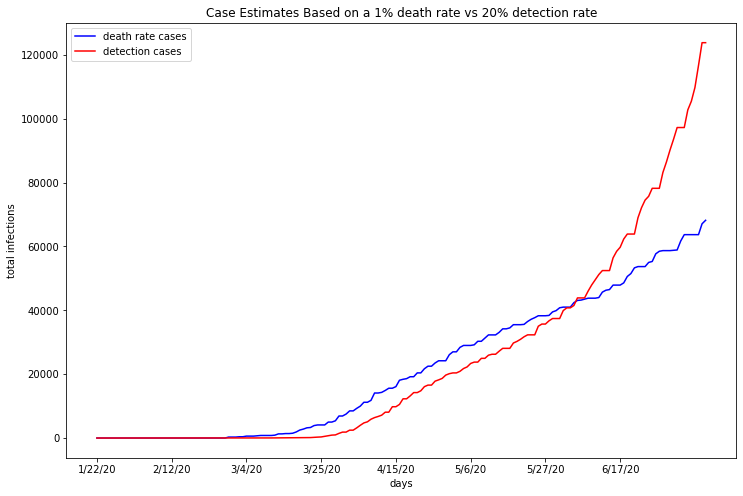 Case Estimates Based on a 1% death rate vs 20% detection rate
death rate cases
detection cases
120000
100000
80000
60000
40000
20000
0
total infections
1/22/20 2/12/20 3/4/20 3/25/20 4/15/20 5/6/20 5/27/20 6/17/20
days